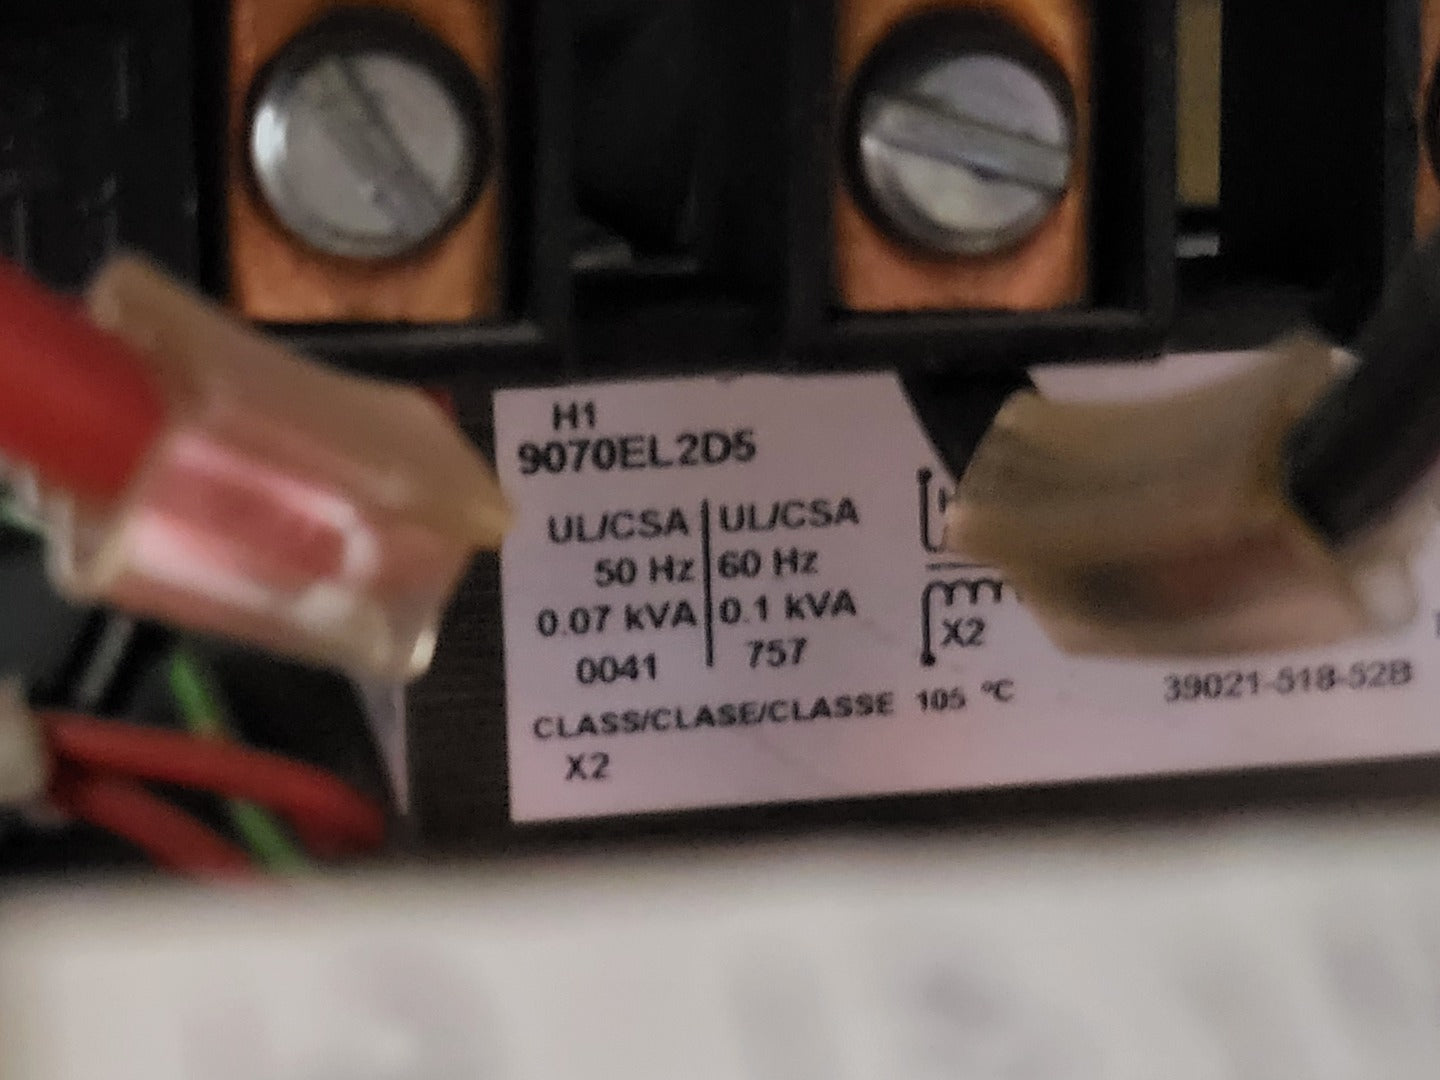 H1
9070EL2D5
UL/CSA UL/CSA
50 Hz 60 Hz
0.07 kVA 0.1 kVA
0041 757
X2
39021-518-52B
CLASS/CLASE/CLASSE 105 °C
X2